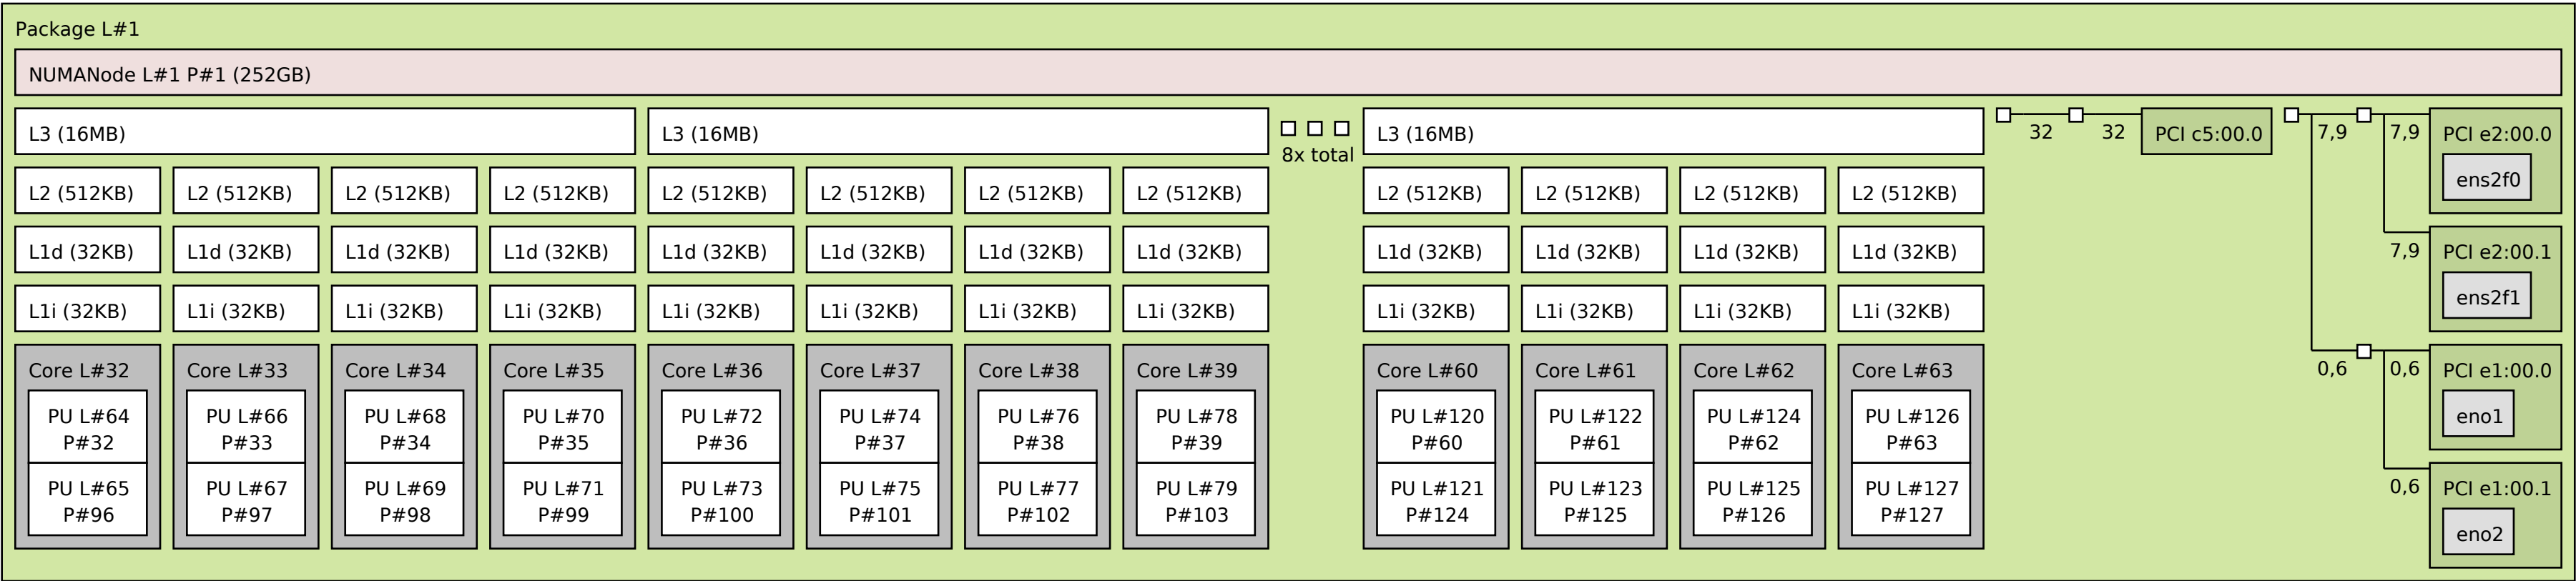 Package L#1
NUMANode L#1 P#1 (252GB)
L3 (16MB) L3 (16MB) 8x total L3 (16MB) 32 32 PCI c5:00.0 7,9 7,9 PCI e2:00.0
ens2f0
L2 (512KB) L2 (512KB) L2 (512KB) L2 (512KB) L2 (512KB) L2 (512KB) L2 (512KB) L2 (512KB) L2 (512KB) L2 (512KB) L2 (512KB) L2 (512KB)
L1d (32KB) L1d (32KB) L1d (32KB) L1d (32KB) L1d (32KB) L1d (32KB) L1d (32KB) L1d (32KB) L1d (32KB) L1d (32KB) L1d (32KB) L1d (32KB) 7,9 PCI e2:00.1
ens2f1
L1i (32KB) L1i (32KB) L1i (32KB) L1i (32KB) L1i (32KB) L1i (32KB) L1i (32KB) L1i (32KB) L1i (32KB) L1i (32KB) L1i (32KB) L1i (32KB)
Core L#32 Core L#33 Core L#34 Core L#35 Core L#36 Core L#37 Core L#38 Core L#39 Core L#60 Core L#61 Core L#62 Core L#63 0,6 0,6 PCI e1:00.0
PU L#64 PU L#66 PU L#68 PU L#70 PU L#72 PU L#74 PU L#76 PU L#78 PU L#120 PU L#122 PU L#124 PU L#126 eno1
P#32 P#33 P#34 P#35 P#36 P#37 P#38 P#39 P#60 P#61 P#62 P#63
PU L#65 PU L#67 PU L#69 PU L#71 PU L#73 PU L#75 PU L#77 PU L#79 PU L#121 PU L#123 PU L#125 PU L#127 0,6 PCI e1:00.1
P#96 P#97 P#98 P#99 P#100 P#101 P#102 P#103 P#124 P#125 P#126 P#127
eno2